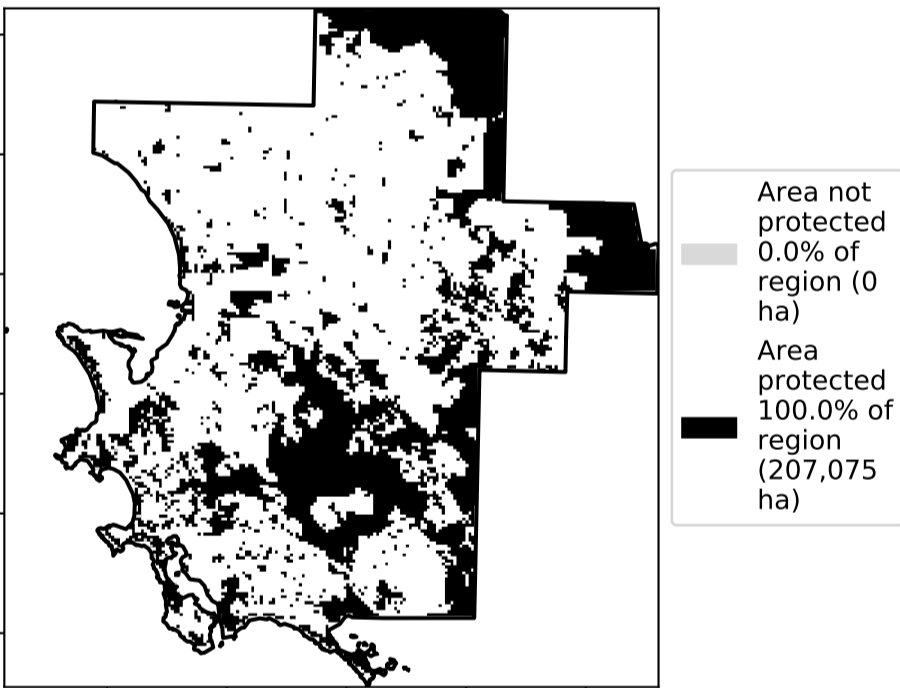 Area not
protected
0.0% of
region (0
ha)
Area
protected
100.0% of
region
(207,075
ha)